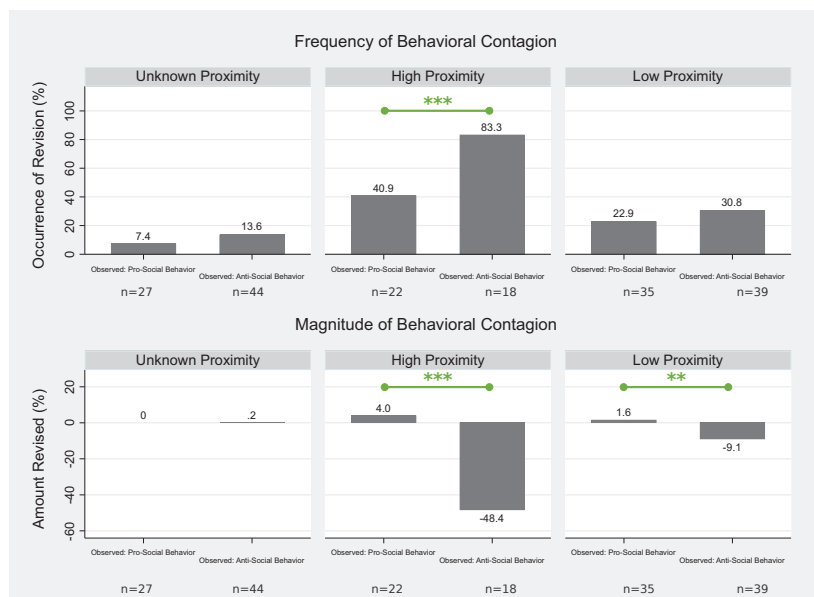 Frequency of Behavioral Contagion
Unknown Proximity
High Proximity
Low Proximity
Occurrence of Revision (%)
100
80
60
40
20
0
7.4
13.6
***
40.9
83.3
22.9
30.8
Observed: Pro-Social Behavior
Observed: Anti-Social Behavior
Observed: Pro-Social Behavior
Observed: Anti-Social Behavior
Observed: Pro-Social Behavior
Observed: Anti-Social Behavior
n=27
n=44
n=22
n=18
n=35
n=39
Magnitude of Behavioral Contagion
Unknown Proximity
High Proximity
Low Proximity
Amount Revised (%)
20
0
-20
-40
-60
0
.2
***
4.0
-48.4
**
1.6
-9.1
Observed: Pro-Social Behavior
Observed: Anti-Social Behavior
Observed: Pro-Social Behavior
Observed: Anti-Social Behavior
Observed: Pro-Social Behavior
Observed: Anti-Social Behavior
n=27
n=44
n=22
n=18
n=35
n=39